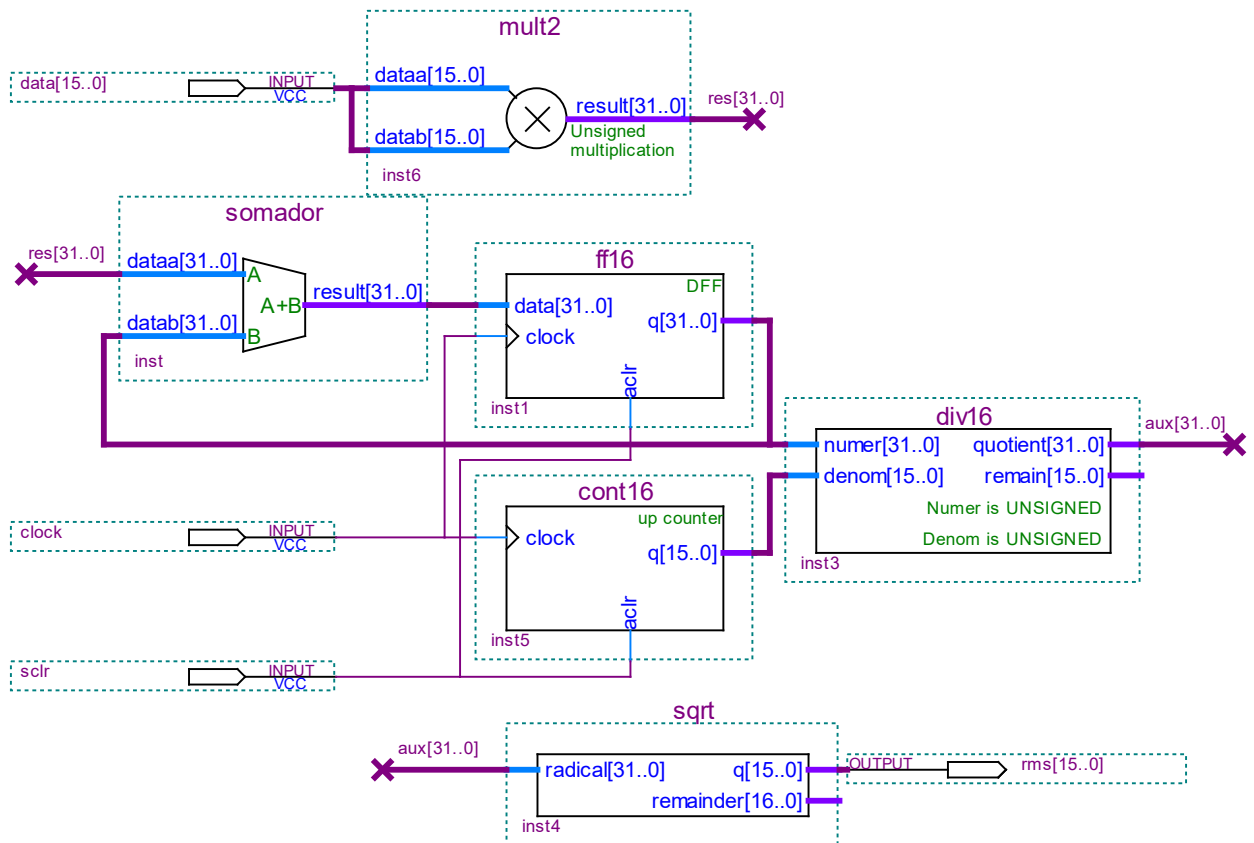 mult2
data[15..0]
INPUT
VCC
dataa[15..0]
datab[15..0]
result[31..0]
Unsigned
multiplication
res[31..0]
inst6
somador
res[31..0]
dataa[31..0]
A
A+B
result[31..0]
datab[31..0]
B
inst
ff16
DFF
data[31..0]
q[31..0]
clock
aclr
inst1
div16
aux[31..0]
numer[31..0]
quotient[31..0]
denom[15..0]
remain[15..0]
Numer is UNSIGNED
Denom is UNSIGNED
inst3
cont16
up counter
clock
q[15..0]
aclr
inst5
clock
INPUT
VCC
sclr
INPUT
VCC
sqrt
aux[31..0]
radical[31..0]
q[15..0]
remainder[16..0]
inst4
OUTPUT
rms[15..0]